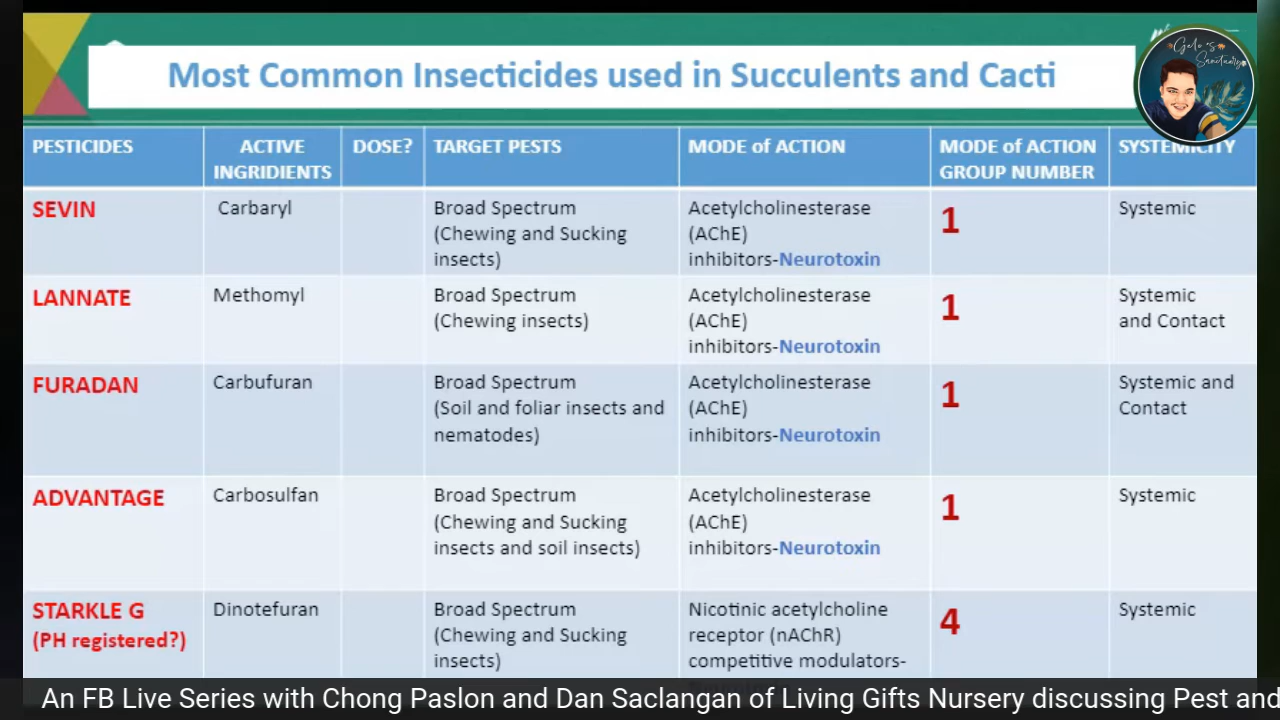 Galo's
Sanctuary
Most Common Insecticides used in Succulents and Cacti
PESTICIDES
ACTIVE
INGRIDIENTS
DOSE?
TARGET PESTS
MODE of ACTION
MODE of ACTION
GROUP NUMBER
SYSTEMICITY
SEVIN
Carbaryl
Broad Spectrum
(Chewing and Sucking
insects)
Acetylcholinesterase
(AChE)
inhibitors-Neurotoxin
1
Systemic
LANNATE
Methomyl
Broad Spectrum
(Chewing insects)
Acetylcholinesterase
(AChE)
inhibitors-Neurotoxin
1
Systemic
and Contact
FURADAN
Carbufuran
Broad Spectrum
(Soil and foliar insects and
nematodes)
Acetylcholinesterase
(AChE)
inhibitors-Neurotoxin
1
Systemic and
Contact
ADVANTAGE
Carbosulfan
Broad Spectrum
(Chewing and Sucking
insects and soil insects)
Acetylcholinesterase
(AChE)
inhibitors-Neurotoxin
1
Systemic
STARKLE G
(PH registered?)
Dinotefuran
Broad Spectrum
(Chewing and Sucking
insects)
Nicotinic acetylcholine
receptor (nAChR)
competitive modulators-
4
Systemic
An FB Live Series with Chong Paslon and Dan Saclangan of Living Gifts Nursery discussing Pest and